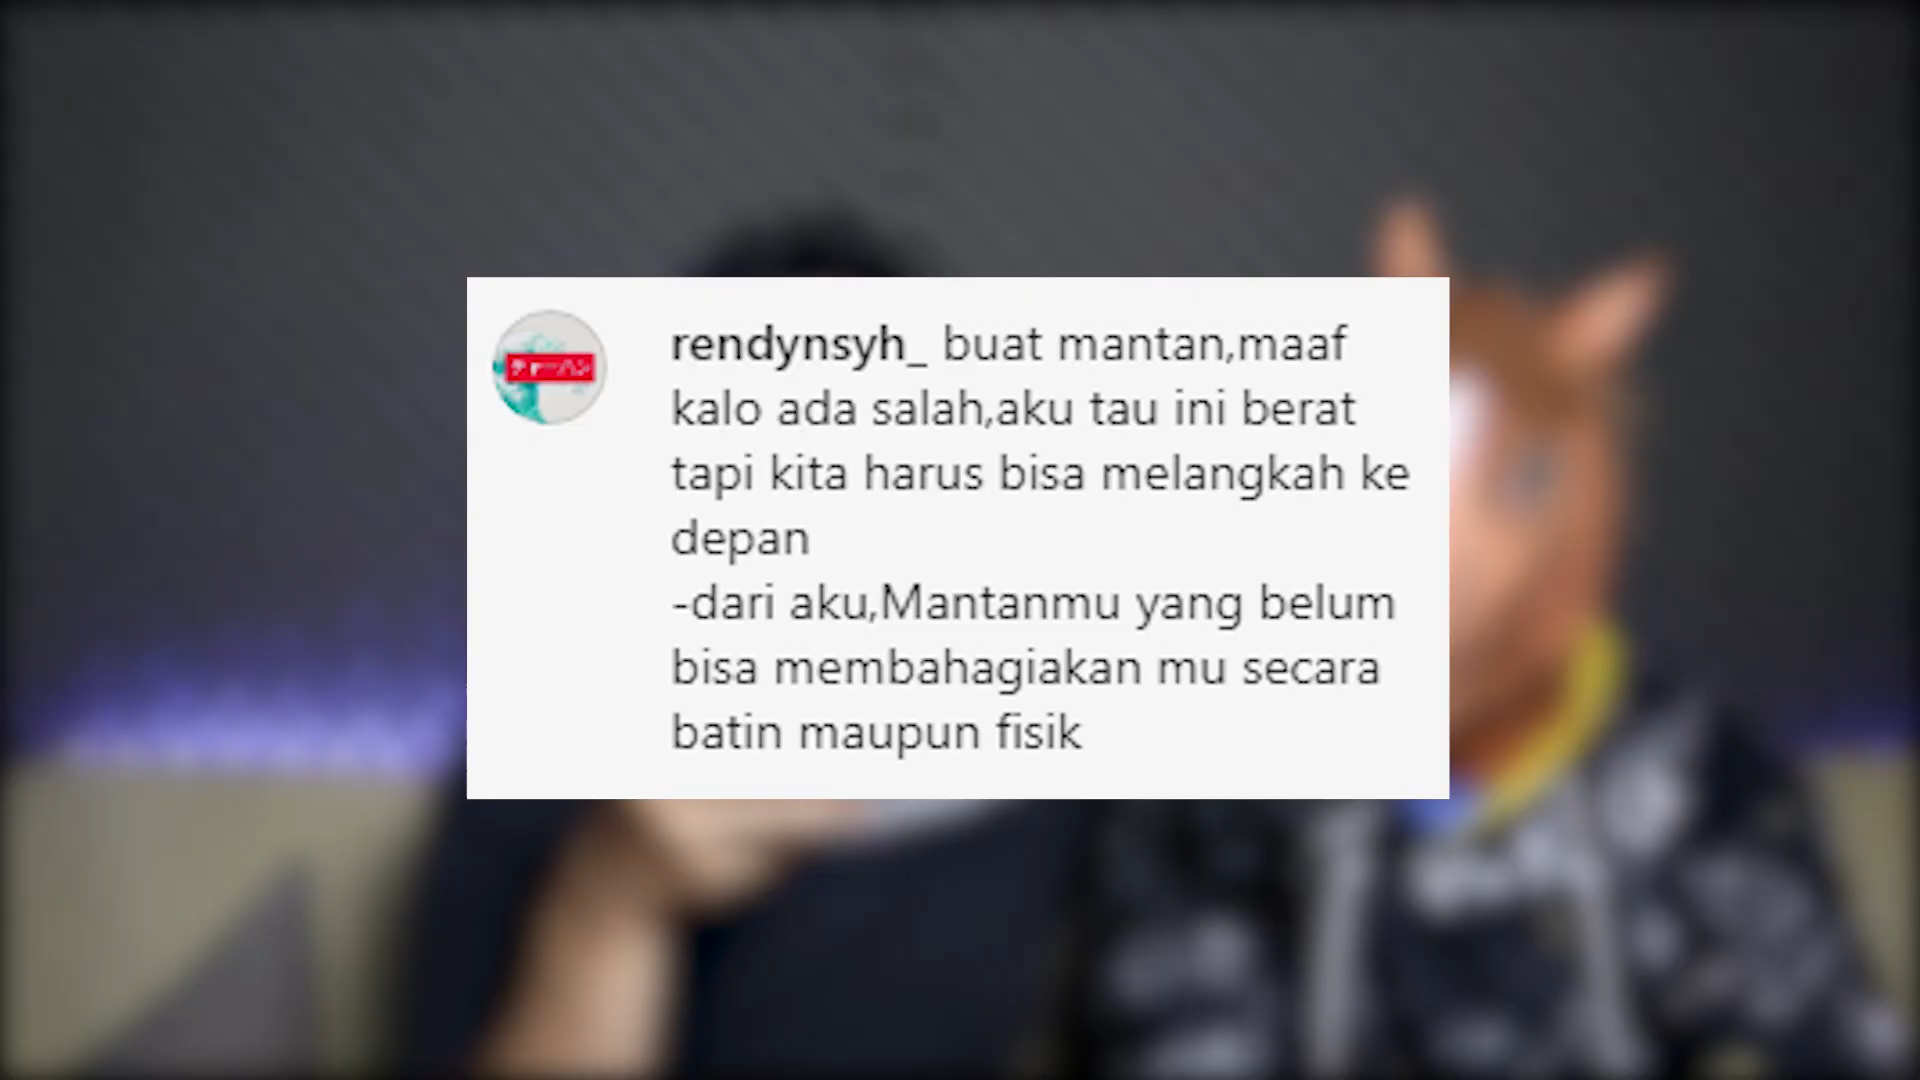 rendynsyh_ buat mantan,maaf
kalo ada salah,aku tau ini berat
tapi kita harus bisa melangkah ke
depan
-dari aku,Mantanmu yang belum
bisa membahagiakan mu secara
batin maupun fisik